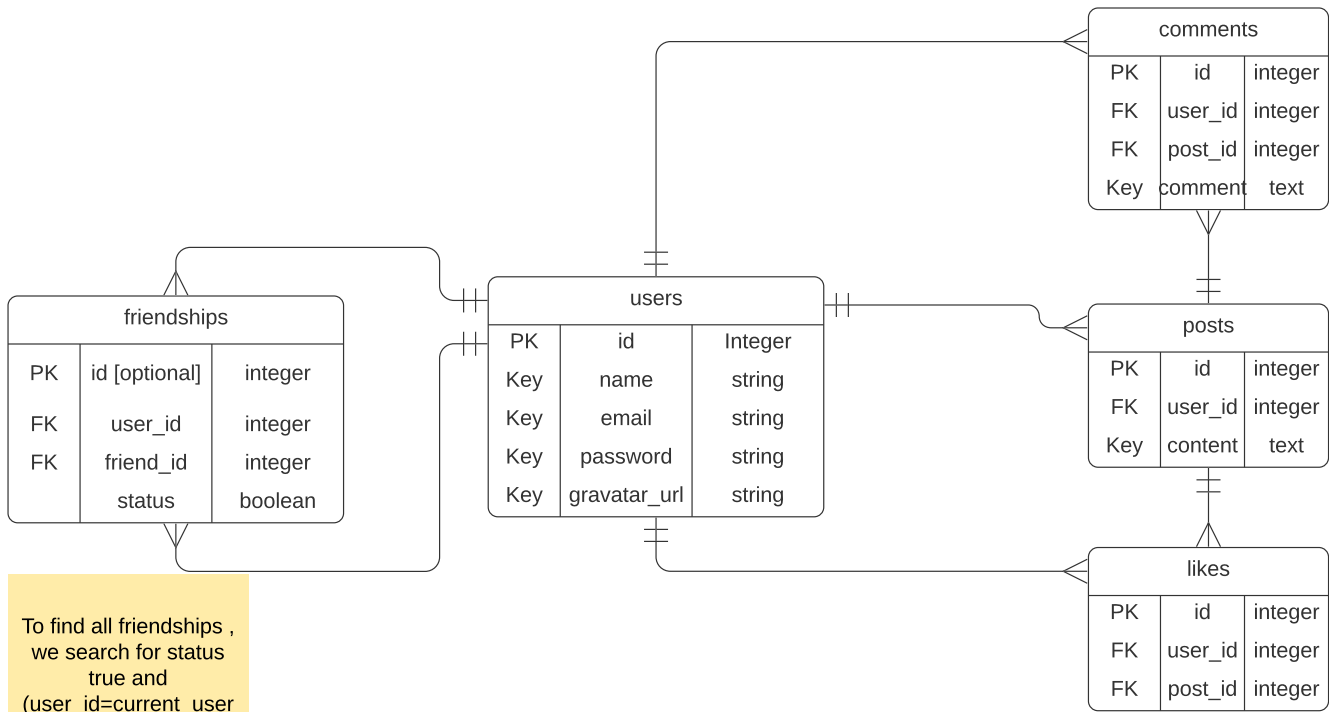 comments
PK id integer
FK user_id integer
FK post_id integer
Key comment text
friendships
PK id [optional] integer
FK user_id integer
FK friend_id integer
status boolean
users
PK id Integer
Key name string
Key email string
Key password string
Key gravatar_url string
posts
PK id integer
FK user_id integer
Key content text
likes
PK id integer
FK user_id integer
FK post_id integer
To find all friendships ,
we search for status
true and
(user_id=current_user